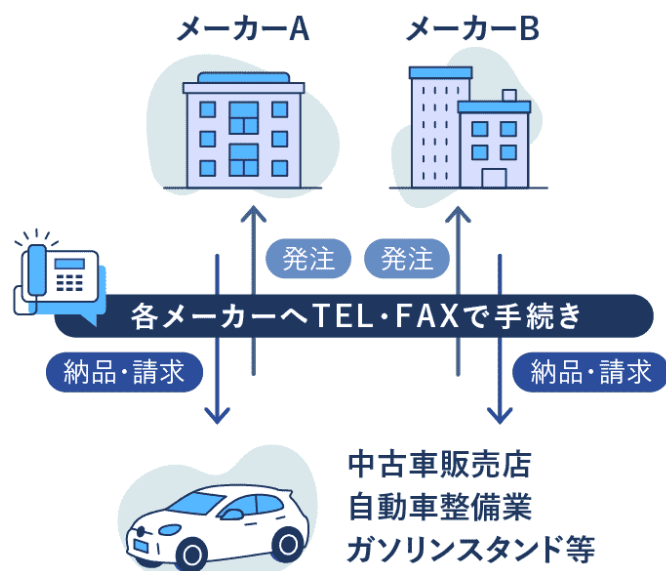 メーカーA
メーカーB
発注
発注
各メーカーへTEL・FAXで手続き
納品・請求
納品・請求
中古車販売店
自動車整備業
ガソリンスタンド等